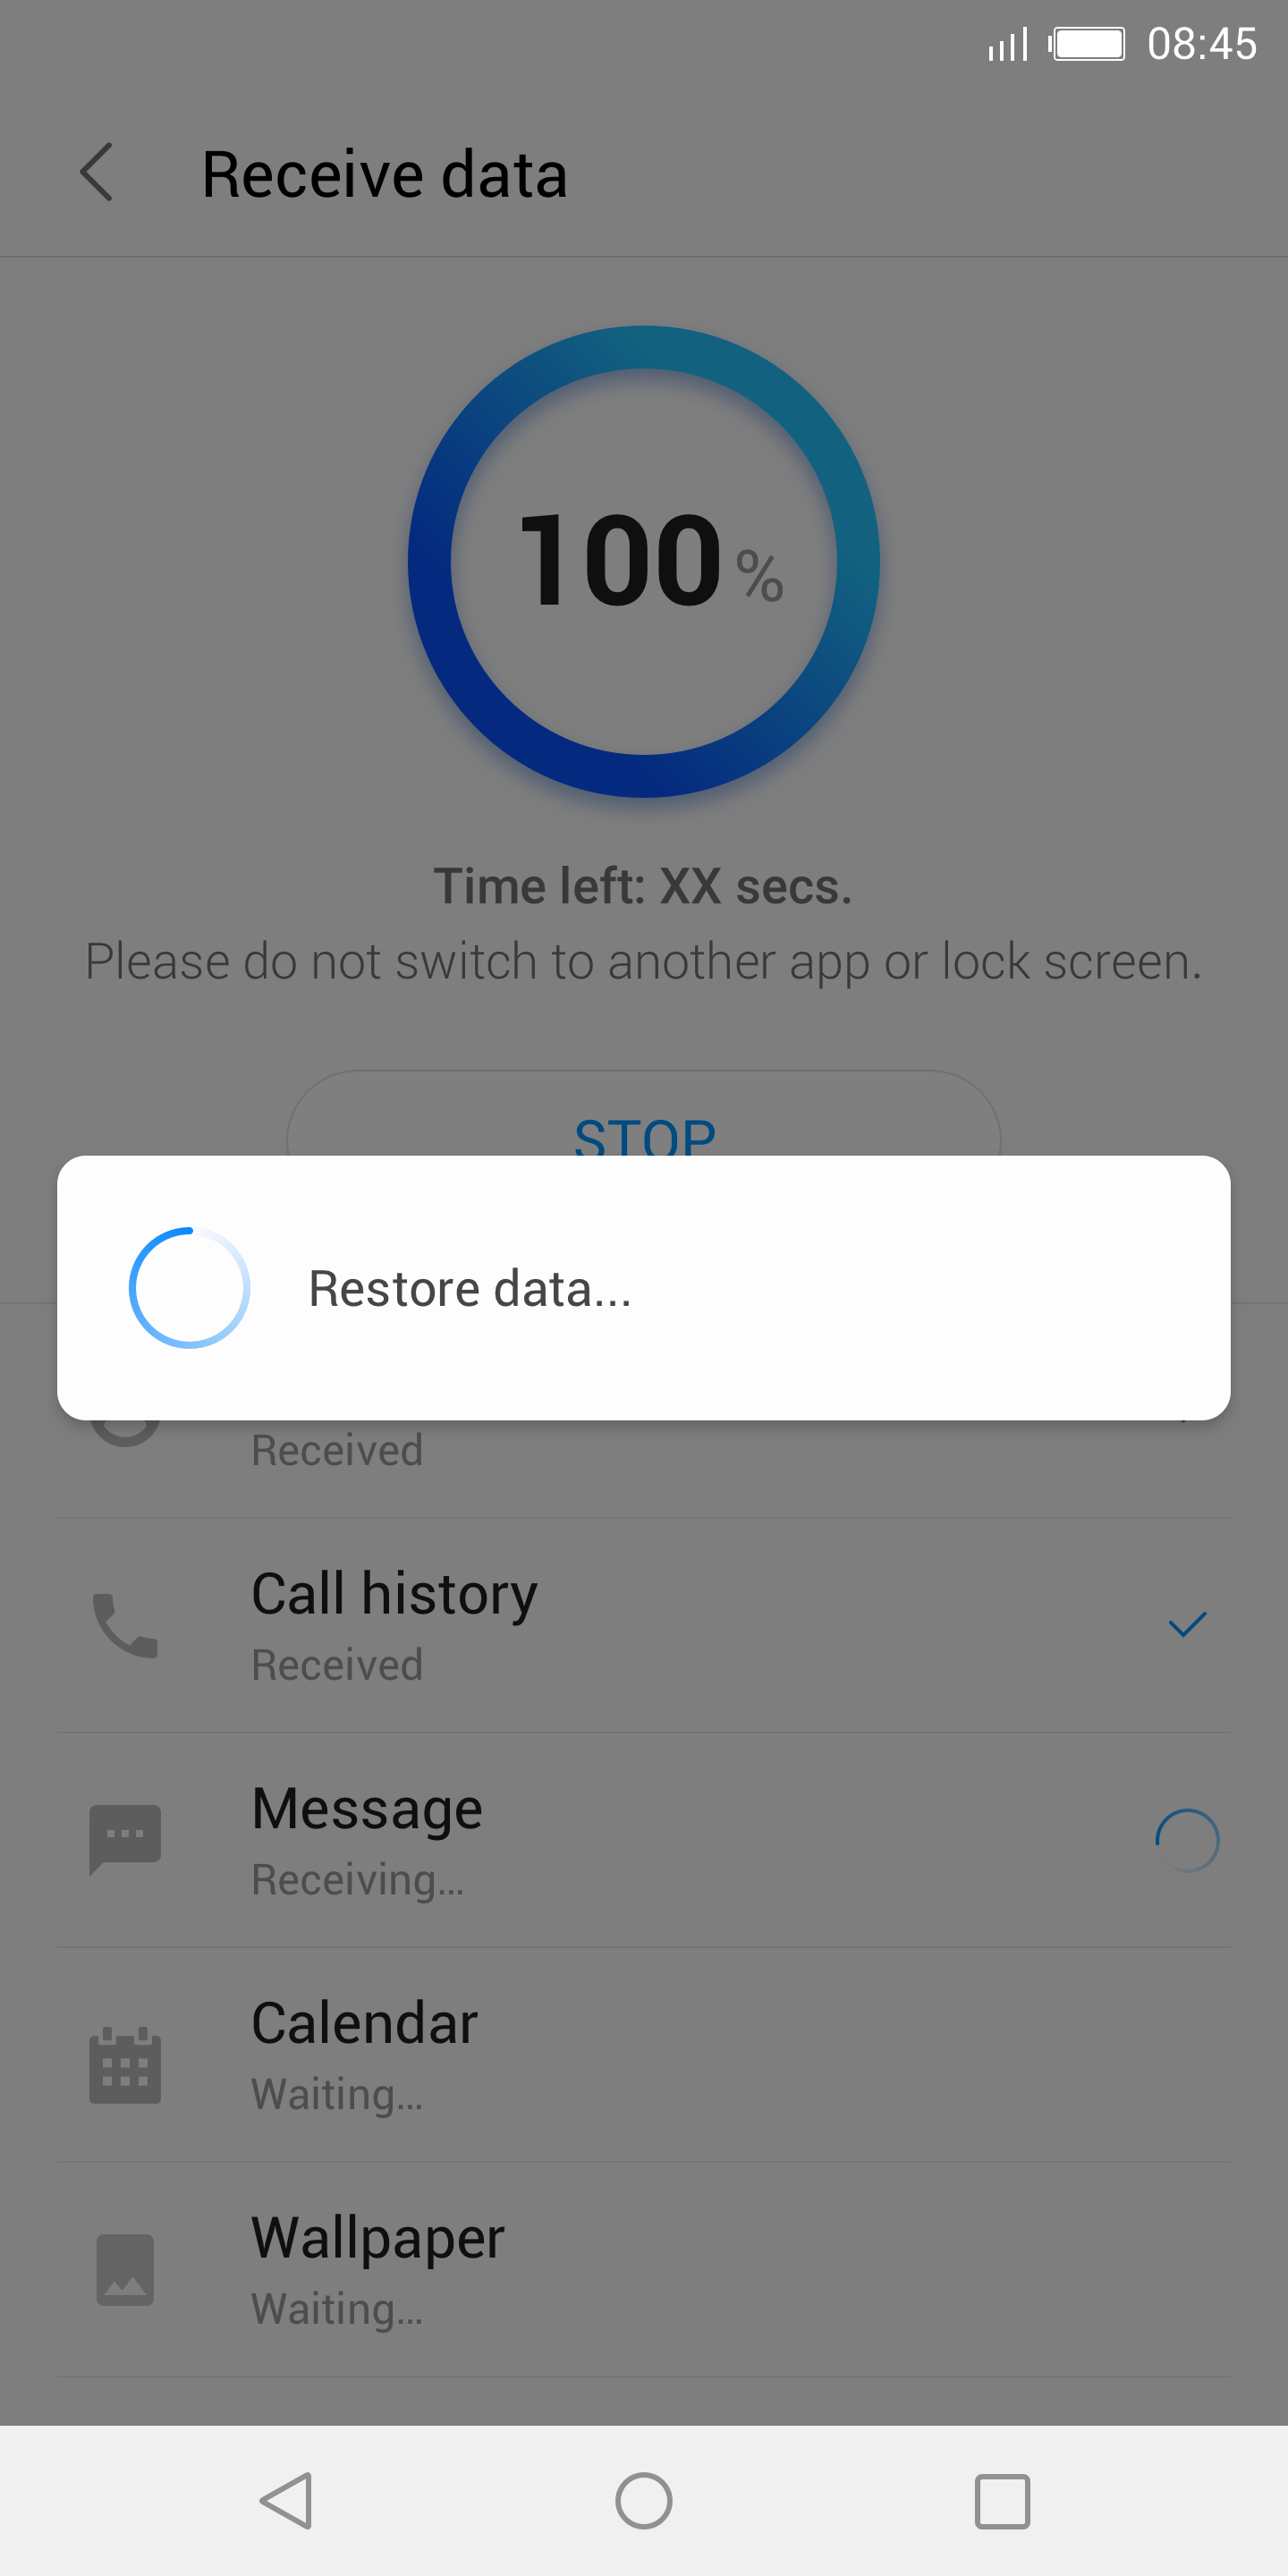 08:45
Receive data
100 %
Time left: XX secs.
Please do not switch to another app or lock screen.
STOP
Restore data...
Received
Call history
Received
Message
Receiving...
Calendar
Waiting...
Wallpaper
Waiting...